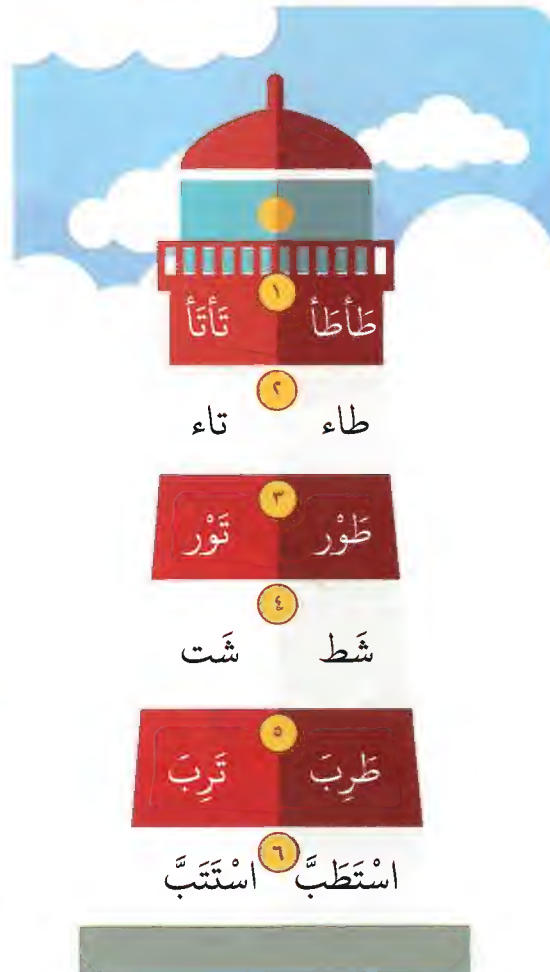 ١
طَأطَأ تَأتَأ
٢
طاء تاء
٣
طَوْر تَوْر
٤
شَط شَت
٥
طَرِبَ تَرِبَ
٦
اسْتَطَبَّ اسْتَتَبَّ